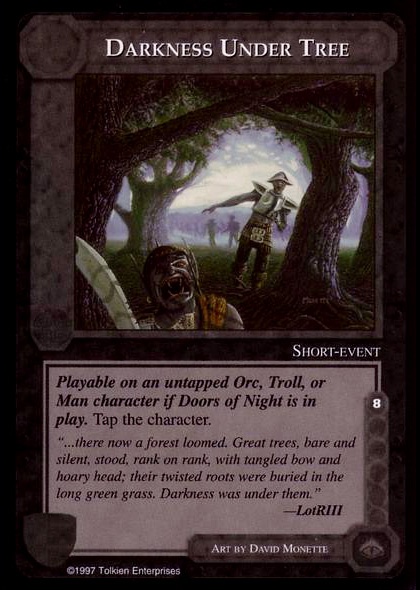 DARKNESS UNDER TREE
MONETTE
SHORT-EVENT
Playable on an untapped Orc, Troll, or
Man character if Doors of Night is in
play. Tap the character.
8
“...there now a forest loomed. Great trees, bare and
silent, stood, rank on rank, with tangled bow and
hoary head; their twisted roots were buried in the
long green grass. Darkness was under them.”
—LotRIII
ART BY DAVID MONETTE
©1997 Tolkien Enterprises